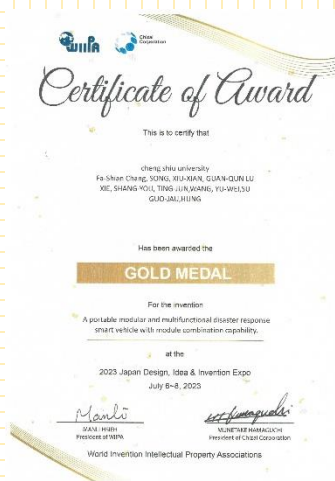 WIIPA
Chizai
Corporation
Certificate of Award
This is to certify that
cheng shiu university
Fa-Shian Chang, SONG, XIU-XIAN, GUAN-QUN LU
XIE, SHANG YOU, TING JUN,WANG, YU-WEI,SU
GUO-JAU,HUNG
Has been awarded the
GOLD MEDAL
For the invention
A portable modular and multifunctional disaster response
smart vehicle with module combination capability.
at the
2023 Japan Design, Idea & Invention Expo
July 6~8, 2023
MANLI HSIEH
MUNETAKE HAMAGUCHI
President of WIIPA
President of Chizai Corporation
World Invention Intellectual Property Associations